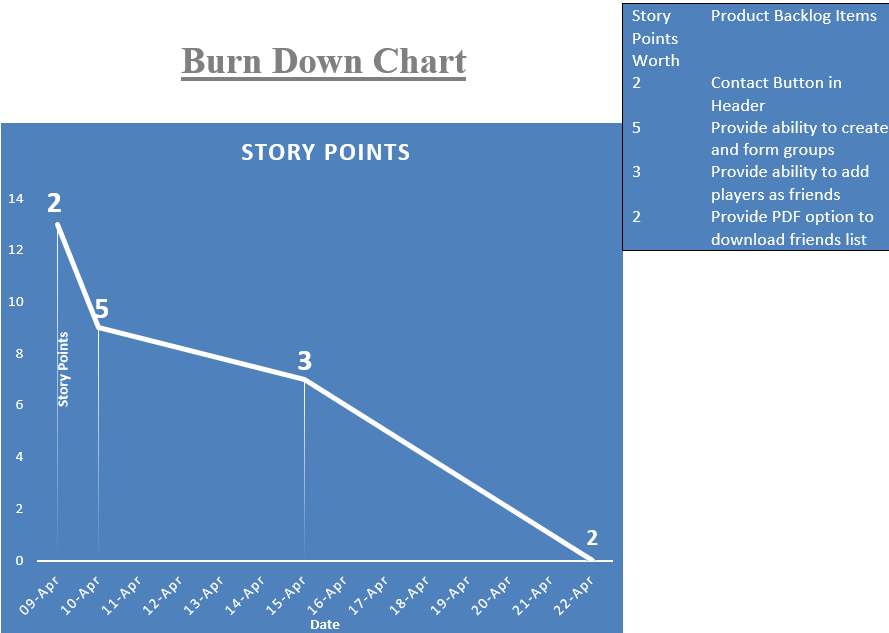 Burn Down Chart
STORY POINTS
14
12
10
8
6
4
2
0
Story Points
2
5
3
2
09-Apr
10-Apr
11-Apr
12-Apr
13-Apr
14-Apr
15-Apr
16-Apr
17-Apr
18-Apr
19-Apr
20-Apr
21-Apr
22-Apr
Date
Story Points Worth
Product Backlog Items
2
Contact Button in
Header
5
Provide ability to create
and form groups
3
Provide ability to add
players as friends
2
Provide PDF option to
download friends list